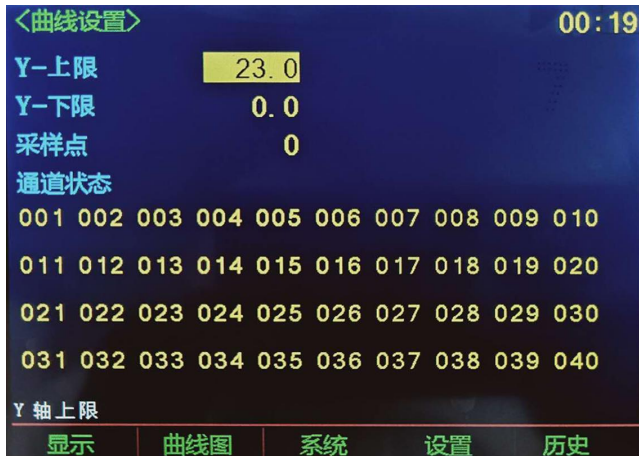 <曲线设置> 00:19
Y-上限 23.0
Y-下限 0.0
采样点 0
通道状态
001 002 003 004 005 006 007 008 009 010
011 012 013 014 015 016 017 018 019 020
021 022 023 024 025 026 027 028 029 030
031 032 033 034 035 036 037 038 039 040
Y 轴上限
显示 曲线图 系统 设置 历史